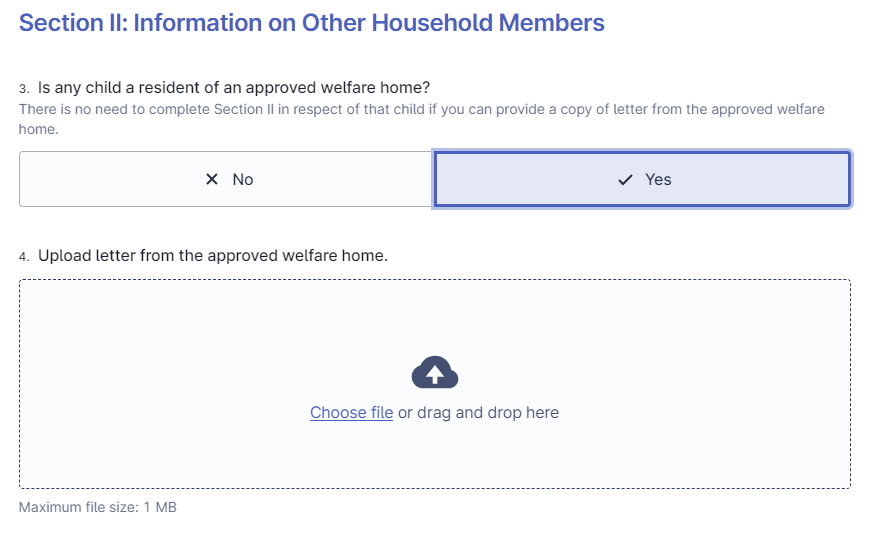 Section II: Information on Other Household Members
3. Is any child a resident of an approved welfare home?
There is no need to complete Section II in respect of that child if you can provide a copy of letter from the approved welfare
home.
No
Yes
4. Upload letter from the approved welfare home.
Choose file or drag and drop here
Maximum file size: 1 MB